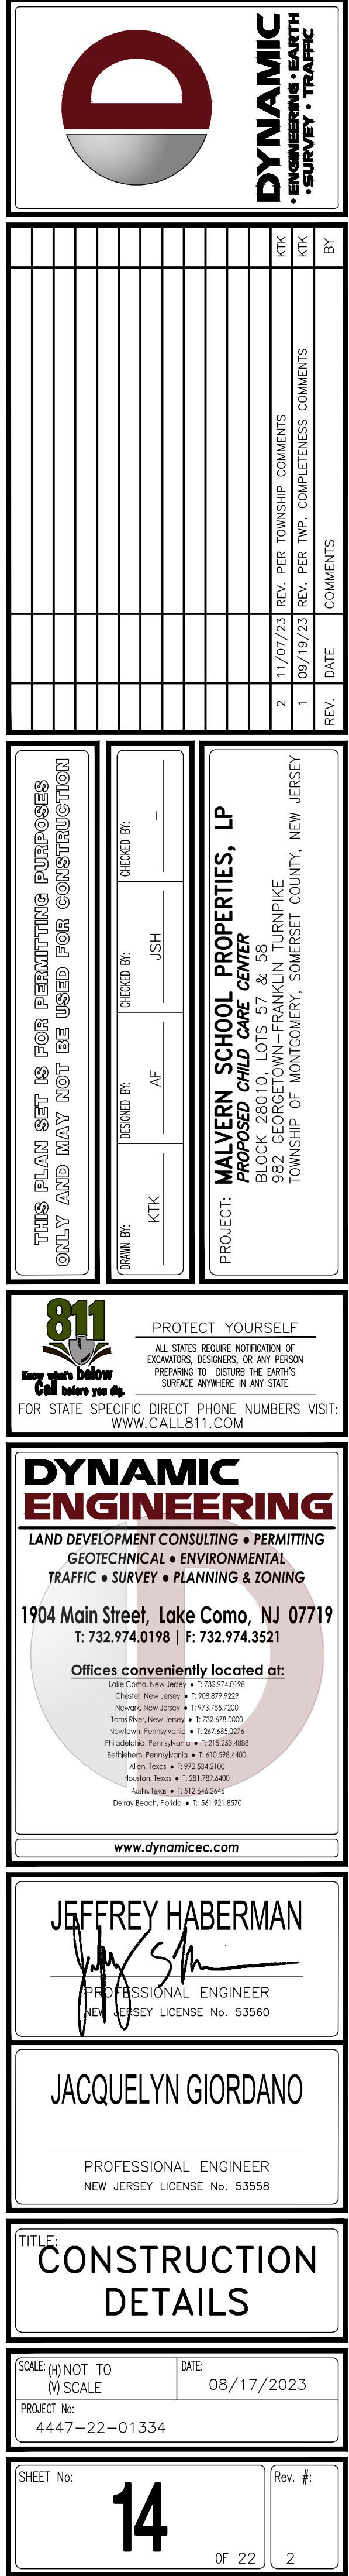 DYNAMIC
• ENGINEERING • EARTH
• SURVEY • TRAFFIC
2 11/07/23 REV. PER TOWNSHIP COMMENTS KTK
1 09/19/23 REV. PER TWP. COMPLETENESS COMMENTS KTK
REV. DATE COMMENTS BY
THIS PLAN SET IS FOR PERMITTING PURPOSES
ONLY AND MAY NOT BE USED FOR CONSTRUCTION
DRAWN BY: DESIGNED BY: CHECKED BY: CHECKED BY:
KTK AF JSH –
PROJECT: MALVERN SCHOOL PROPERTIES, LP
PROPOSED CHILD CARE CENTER
BLOCK 28010, LOTS 57 & 58
982 GEORGETOWN–FRANKLIN TURNPIKE
TOWNSHIP OF MONTGOMERY, SOMERSET COUNTY, NEW JERSEY
811
Know what's below
Call before you dig.
PROTECT YOURSELF
ALL STATES REQUIRE NOTIFICATION OF
EXCAVATORS, DESIGNERS, OR ANY PERSON
PREPARING TO DISTURB THE EARTH'S
SURFACE ANYWHERE IN ANY STATE
FOR STATE SPECIFIC DIRECT PHONE NUMBERS VISIT:
WWW.CALL811.COM
DYNAMIC
ENGINEERING
LAND DEVELOPMENT CONSULTING • PERMITTING
GEOTECHNICAL • ENVIRONMENTAL
TRAFFIC • SURVEY • PLANNING & ZONING
1904 Main Street, Lake Como, NJ 07719
T: 732.974.0198 | F: 732.974.3521
Offices conveniently located at:
Lake Como, New Jersey • T: 732.974.0198
Chester, New Jersey • T: 908.879.9229
Newark, New Jersey • T: 973.755.7200
Toms River, New Jersey • T: 732.678.0000
Newtown, Pennsylvania • T: 267.685.0276
Philadelphia, Pennsylvania • T: 215.253.4888
Bethlehem, Pennsylvania • T: 610.598.4400
Allen, Texas • T: 972.534.2100
Houston, Texas • T: 281.789.6400
Austin, Texas • T: 512.646.2646
Delray Beach, Florida • T: 561.921.8570
www.dynamicec.com
JEFFREY HABERMAN
PROFESSIONAL ENGINEER
NEW JERSEY LICENSE No. 53560
JACQUELYN GIORDANO
PROFESSIONAL ENGINEER
NEW JERSEY LICENSE No. 53558
TITLE:
CONSTRUCTION
DETAILS
SCALE: (H) NOT TO
(V) SCALE
DATE:
08/17/2023
PROJECT No:
4447–22–01334
SHEET No:
14
OF 22
Rev. #:
2